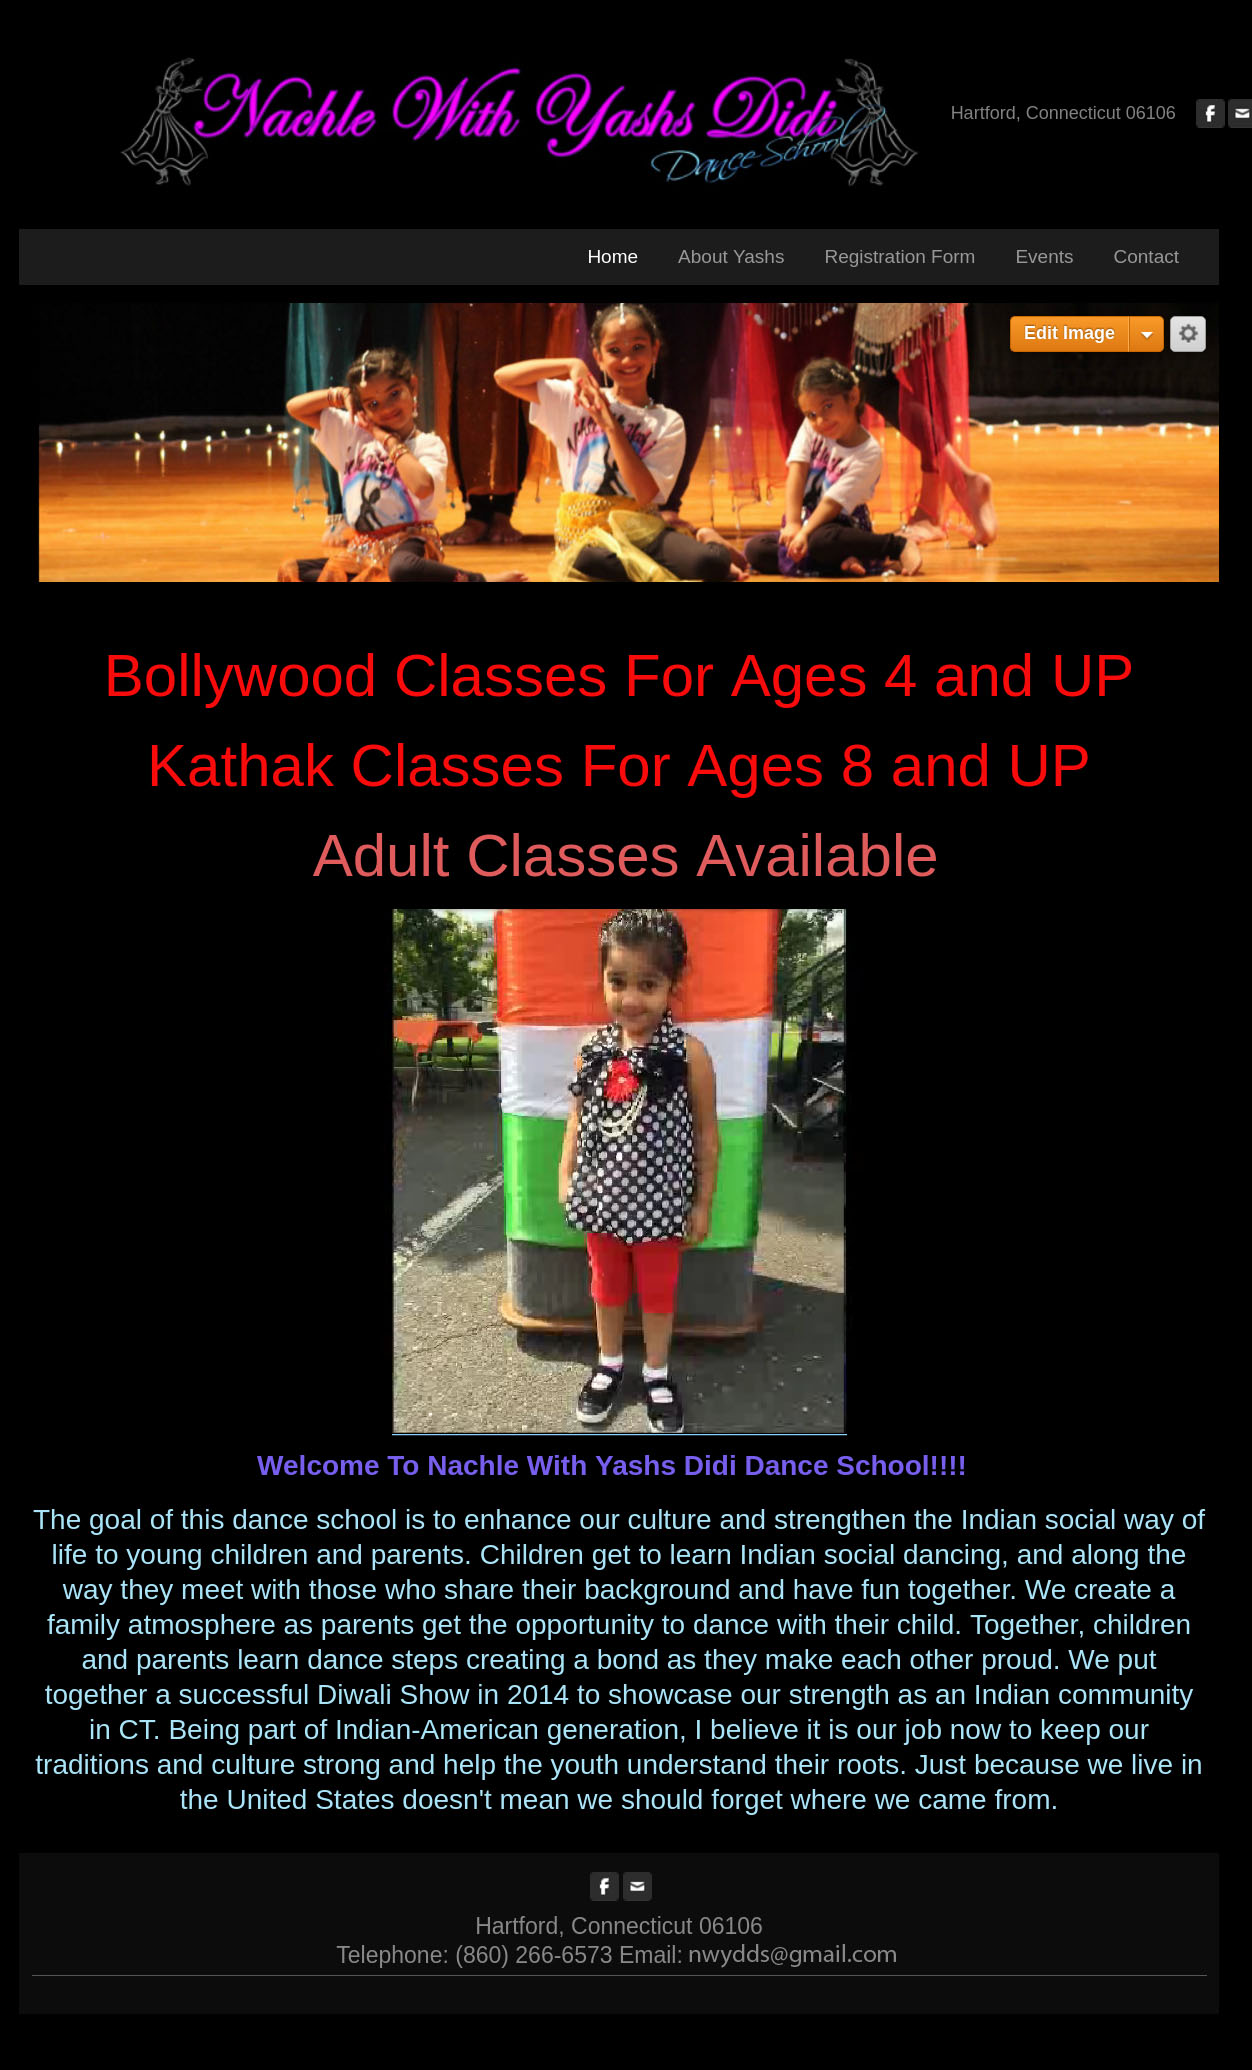 Nachle With Yashs Didi
Dance School
Hartford, Connecticut 06106
Home About Yashs Registration Form Events Contact
Edit Image
Bollywood Classes For Ages 4 and UP
Kathak Classes For Ages 8 and UP
Adult Classes Available
Welcome To Nachle With Yashs Didi Dance School!!!!
The goal of this dance school is to enhance our culture and strengthen the Indian social way of
life to young children and parents. Children get to learn Indian social dancing, and along the
way they meet with those who share their background and have fun together. We create a
family atmosphere as parents get the opportunity to dance with their child. Together, children
and parents learn dance steps creating a bond as they make each other proud. We put
together a successful Diwali Show in 2014 to showcase our strength as an Indian community
in CT. Being part of Indian-American generation, I believe it is our job now to keep our
traditions and culture strong and help the youth understand their roots. Just because we live in
the United States doesn't mean we should forget where we came from.
Hartford, Connecticut 06106
Telephone: (860) 266-6573 Email: nwydds@gmail.com